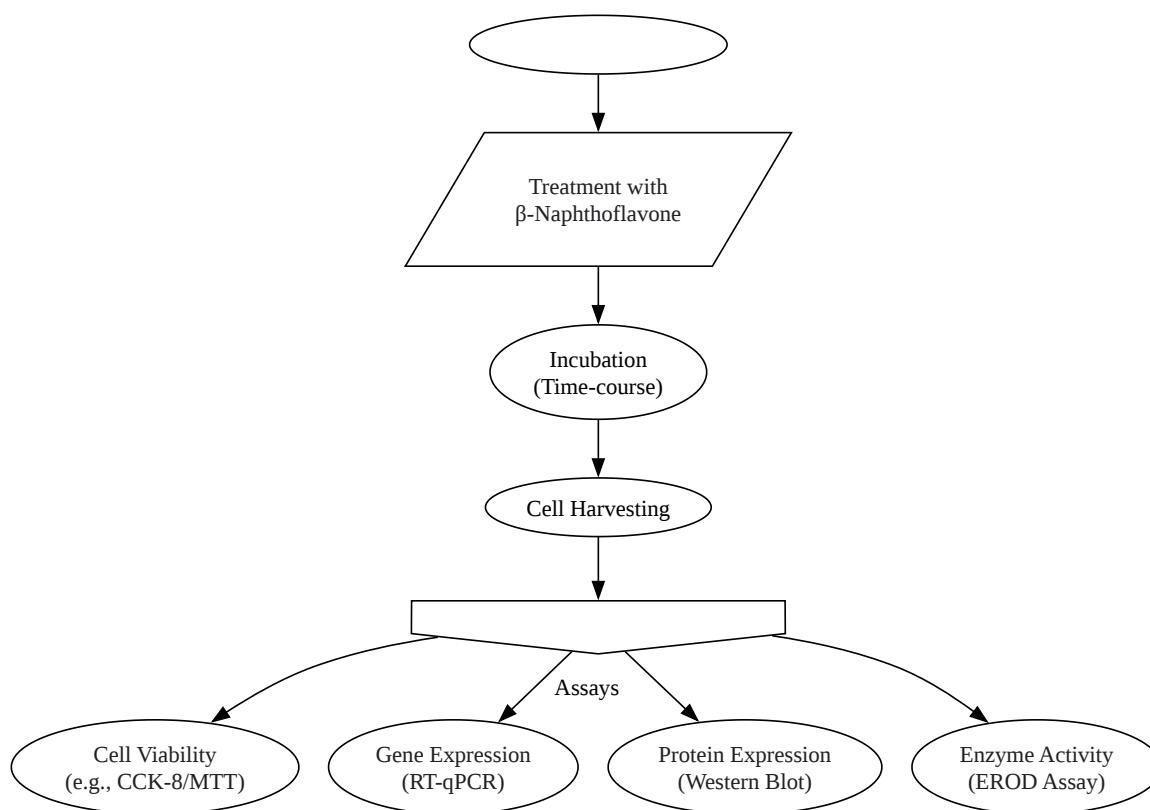 Treatment with
β-Naphthoflavone
Incubation
(Time-course)
Cell Harvesting
Assays
Cell Viability
(e.g., CCK-8/MTT)
Gene Expression
(RT-qPCR)
Protein Expression
(Western Blot)
Enzyme Activity
(EROD Assay)